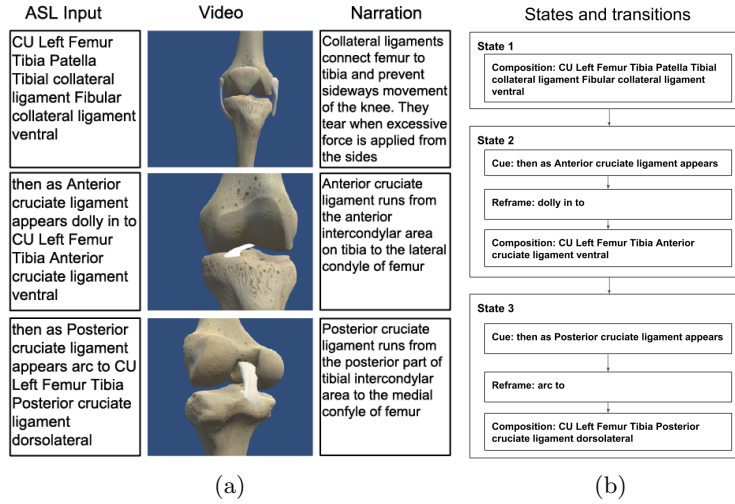 ASL Input
Video
Narration
CU Left Femur
Tibia Patella
Tibial collateral
ligament Fibular
collateral ligament
ventral
Collateral ligaments
connect femur to
tibia and prevent
sideways movement
of the knee. They
tear when excessive
force is applied from
the sides
then as Anterior
cruciate ligament
appears dolly in to
CU Left Femur
Tibia Anterior
cruciate ligament
ventral
Anterior cruciate
ligament runs from
the anterior
intercondylar area
on tibia to the lateral
condyle of femur
then as Posterior
cruciate ligament
appears arc to CU
Left Femur Tibia
Posterior cruciate
ligament
dorsolateral
Posterior cruciate
ligament runs from
the posterior part of
tibial intercondylar
area to the medial
confyle of femur
(a)
States and transitions
State 1
Composition: CU Left Femur Tibia Patella Tibial
collateral ligament Fibular collateral ligament
ventral
State 2
Cue: then as Anterior cruciate ligament appears
Reframe: dolly in to
Composition: CU Left Femur Tibia Anterior
cruciate ligament ventral
State 3
Cue: then as Posterior cruciate ligament appears
Reframe: arc to
Composition: CU Left Femur Tibia Posterior
cruciate ligament dorsolateral
(b)